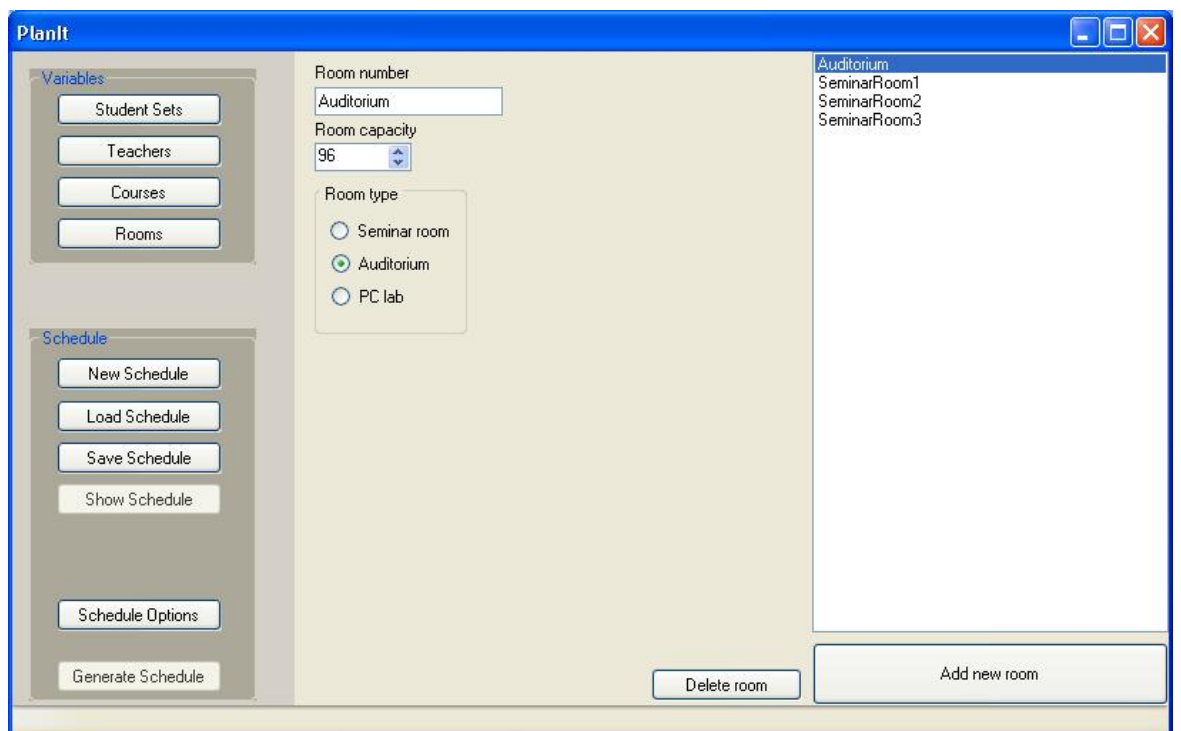 PlanIt
Variables
Student Sets
Teachers
Courses
Rooms
Schedule
New Schedule
Load Schedule
Save Schedule
Show Schedule
Schedule Options
Generate Schedule
Room number
Auditorium
Room capacity
96
Room type
Seminar room
Auditorium
PC lab
Delete room
Auditorium
SeminarRoom1
SeminarRoom2
SeminarRoom3
Add new room